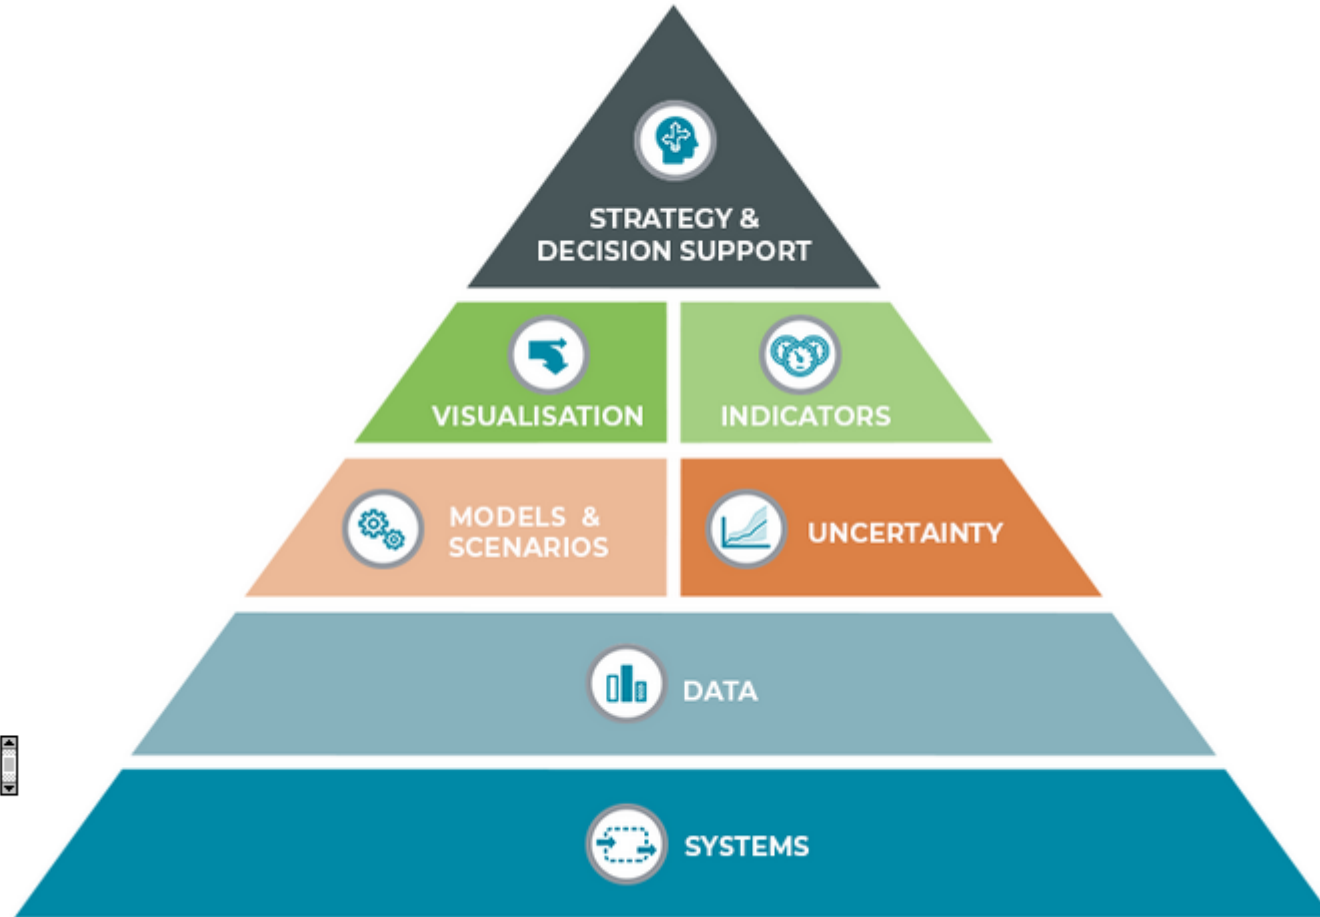 STRATEGY &
DECISION SUPPORT
VISUALISATION
INDICATORS
MODELS &
SCENARIOS
UNCERTAINTY
DATA
SYSTEMS